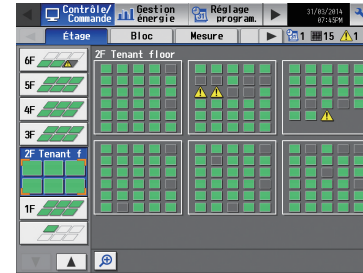 Contrôle/ Commande
Gestion énergie
Réglage program.
31/03/2014
07:45PM
Étage
Bloc
Mesure
1
15
1
6F
2F Tenant floor
5F
4F
3F
2F Tenant f
1F